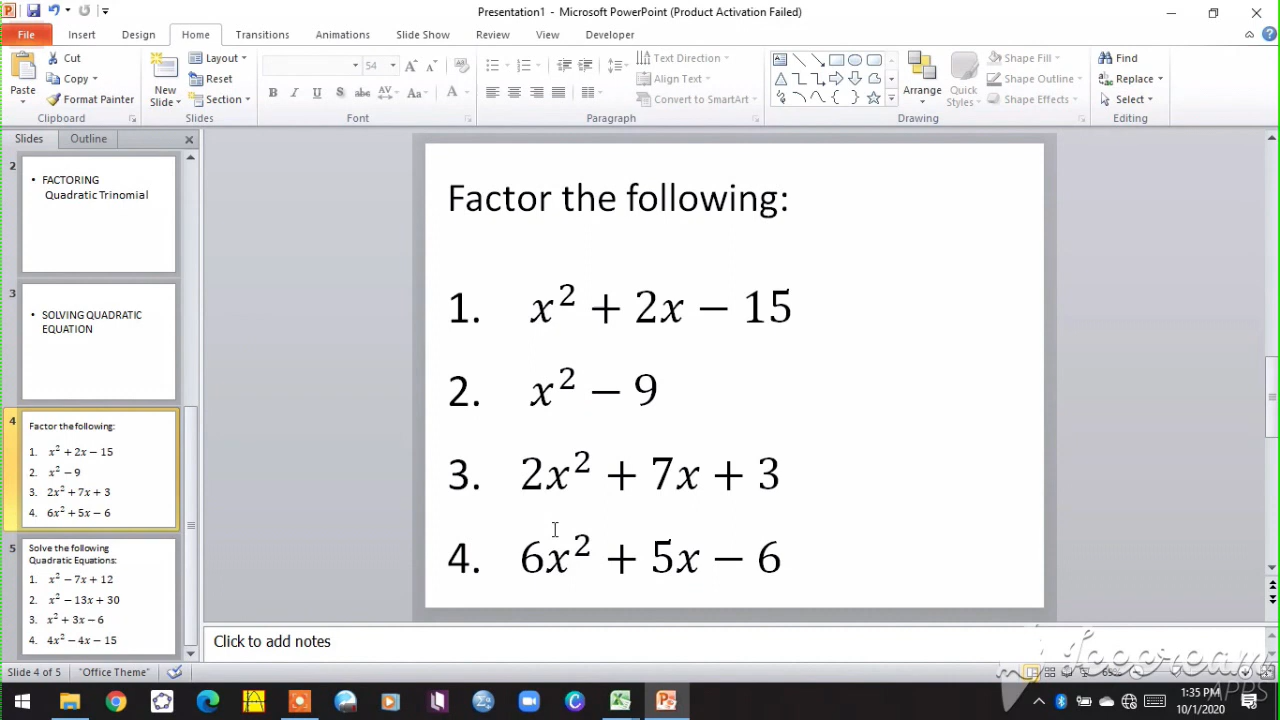 Presentation1 - Microsoft PowerPoint (Product Activation Failed)
File Insert Design Home Transitions Animations Slide Show Review View Developer
Paste
Cut
Copy
Format Painter
Clipboard
New Slide
Layout
Reset
Section
Slides
54
B I U S abc AV Aa A
Font
Text Direction
Align Text
Convert to SmartArt
Paragraph
Arrange
Quick Styles
Shape Fill
Shape Outline
Shape Effects
Drawing
Find
Replace
Select
Editing
Slides Outline
2
• FACTORING
Quadratic Trinomial
3
• SOLVING QUADRATIC
EQUATION
4
Factor the following:
1. x² + 2x − 15
2. x² − 9
3. 2x² + 7x + 3
4. 6x² + 5x − 6
5
Solve the following
Quadratic Equations:
1. x² − 7x + 12
2. x² − 13x + 30
3. x² + 3x − 6
4. 4x² − 4x − 15
Factor the following:
1. x² + 2x − 15
2. x² − 9
3. 2x² + 7x + 3
4. 6x² + 5x − 6
Click to add notes
Slide 4 of 5 "Office Theme"
APPS
1:35 PM
10/1/2020